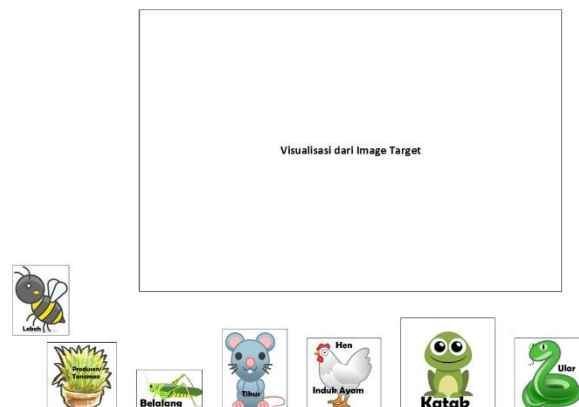 Visualisasi dari Image Target
Lebah
Produsen/
Tanaman
Belalang
Tikus
Hen
Induk Ayam
Katak
Ular